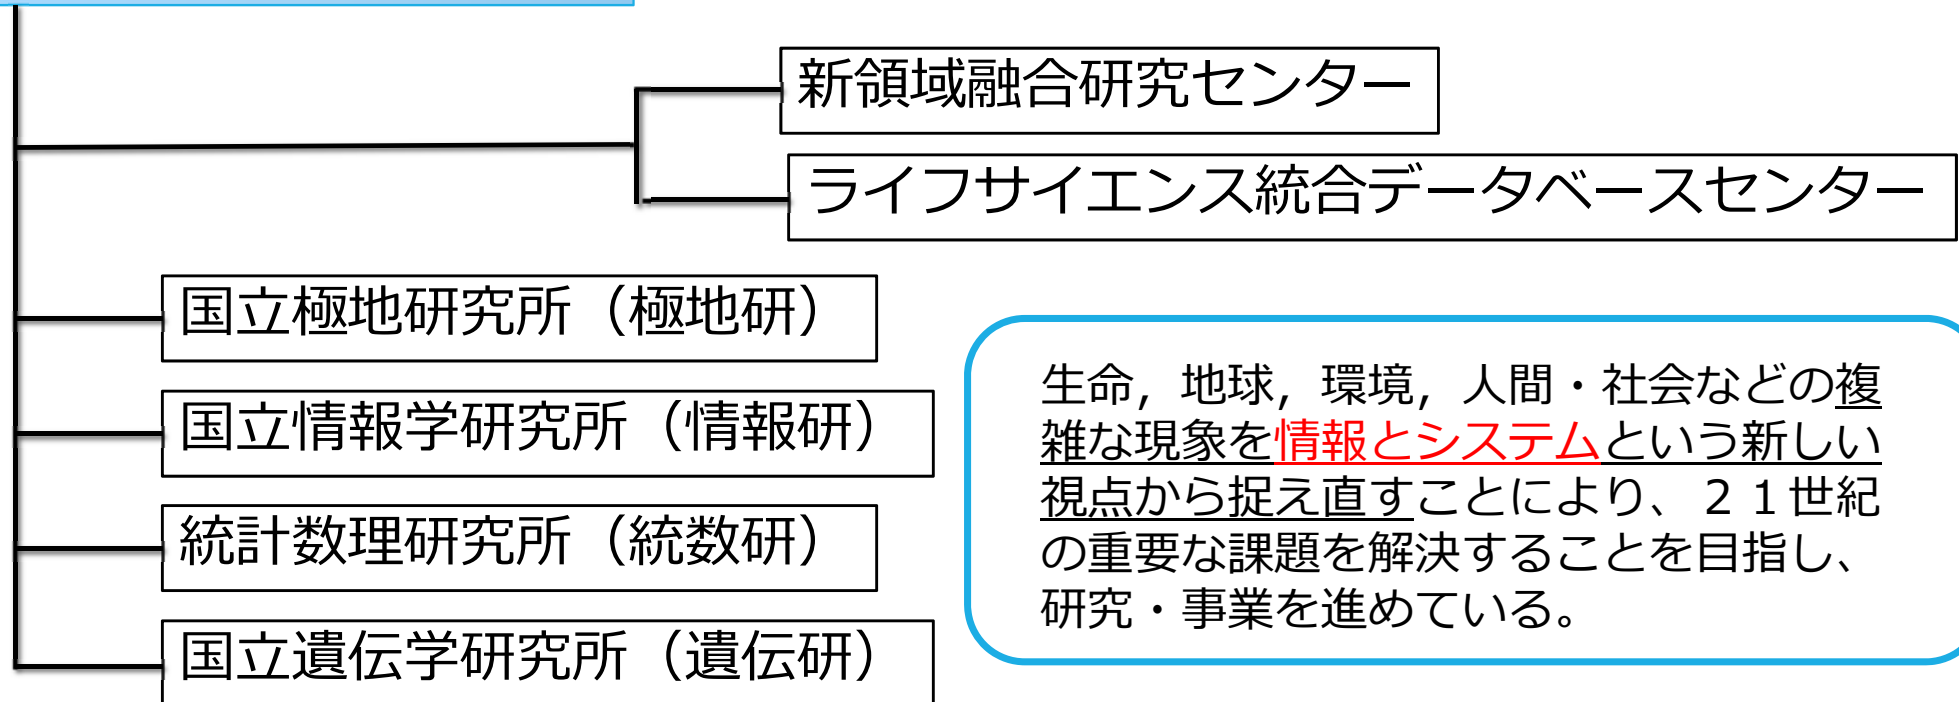 新領域融合研究センター
ライフサイエンス統合データベースセンター
国立極地研究所（極地研）
国立情報学研究所（情報研）
統計数理研究所（統数研）
国立遺伝学研究所（遺伝研）
生命，地球，環境，人間・社会などの複
雑な現象を情報とシステムという新しい
視点から捉え直すことにより、２１世紀
の重要な課題を解決することを目指し、
研究・事業を進めている。